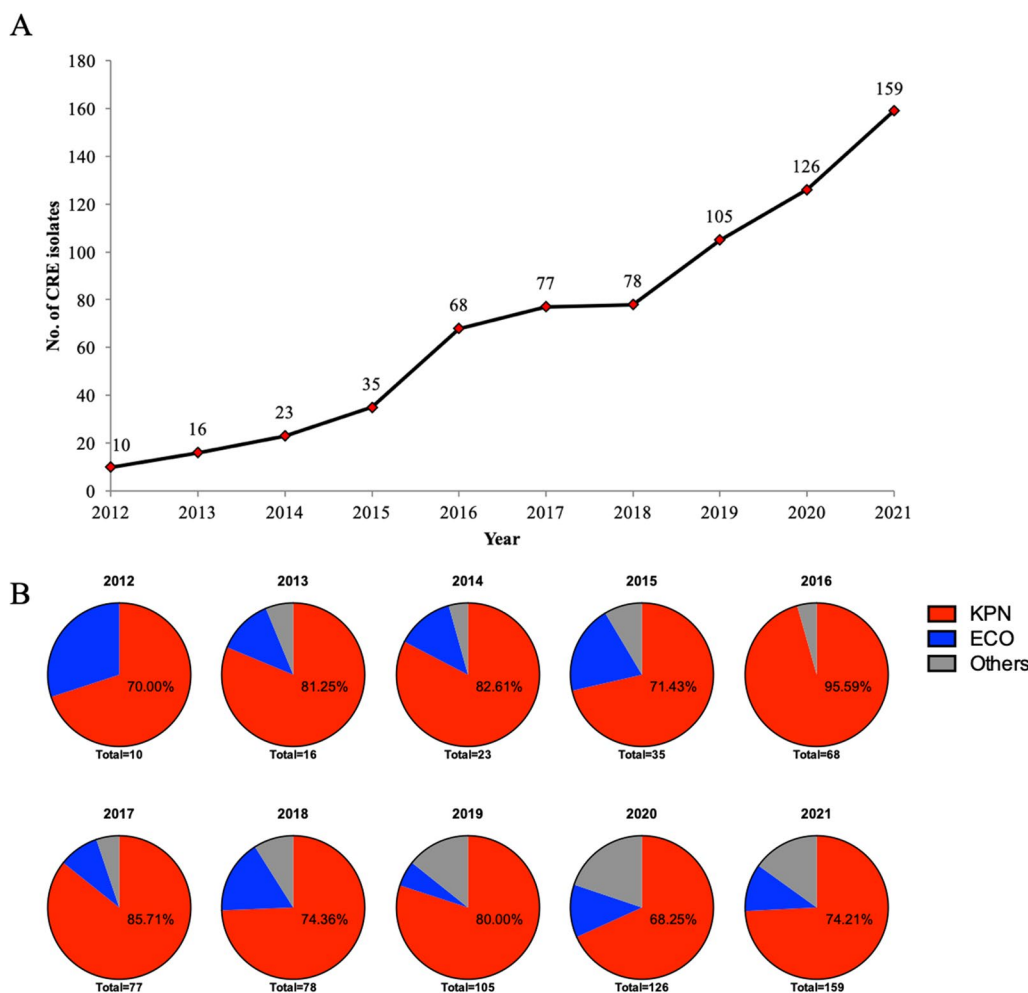 A
180
160
140
120
100
80
60
40
20
0
No. of CRE isolates
10
16
23
35
68
77
78
105
126
159
2012 2013 2014 2015 2016 2017 2018 2019 2020 2021
Year
B
2012 2013 2014 2015 2016
70.00% 81.25% 82.61% 71.43% 95.59%
Total=10 Total=16 Total=23 Total=35 Total=68
KPN
ECO
Others
2017 2018 2019 2020 2021
85.71% 74.36% 80.00% 68.25% 74.21%
Total=77 Total=78 Total=105 Total=126 Total=159